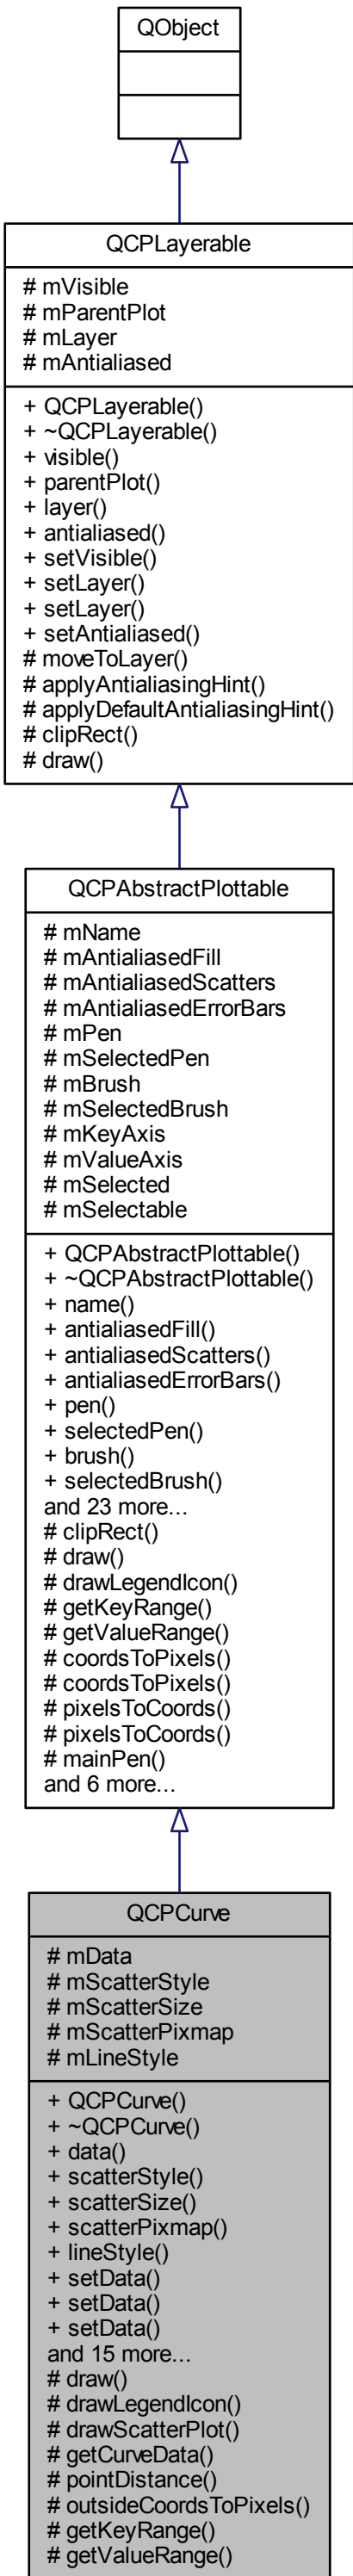 QObject
QCPLayerable
# mVisible
# mParentPlot
# mLayer
# mAntialiased
+ QCPLayerable()
+ ~QCPLayerable()
+ visible()
+ parentPlot()
+ layer()
+ antialiased()
+ setVisible()
+ setLayer()
+ setLayer()
+ setAntialiased()
# moveToLayer()
# applyAntialiasingHint()
# applyDefaultAntialiasingHint()
# clipRect()
# draw()
QCPAbstractPlottable
# mName
# mAntialiasedFill
# mAntialiasedScatters
# mAntialiasedErrorBars
# mPen
# mSelectedPen
# mBrush
# mSelectedBrush
# mKeyAxis
# mValueAxis
# mSelected
# mSelectable
+ QCPAbstractPlottable()
+ ~QCPAbstractPlottable()
+ name()
+ antialiasedFill()
+ antialiasedScatters()
+ antialiasedErrorBars()
+ pen()
+ selectedPen()
+ brush()
+ selectedBrush()
and 23 more...
# clipRect()
# draw()
# drawLegendIcon()
# getKeyRange()
# getValueRange()
# coordsToPixels()
# coordsToPixels()
# pixelsToCoords()
# pixelsToCoords()
# mainPen()
and 6 more...
QCPCurve
# mData
# mScatterStyle
# mScatterSize
# mScatterPixmap
# mLineStyle
+ QCPCurve()
+ ~QCPCurve()
+ data()
+ scatterStyle()
+ scatterSize()
+ scatterPixmap()
+ lineStyle()
+ setData()
+ setData()
+ setData()
and 15 more...
# draw()
# drawLegendIcon()
# drawScatterPlot()
# getCurveData()
# pointDistance()
# outsideCoordsToPixels()
# getKeyRange()
# getValueRange()